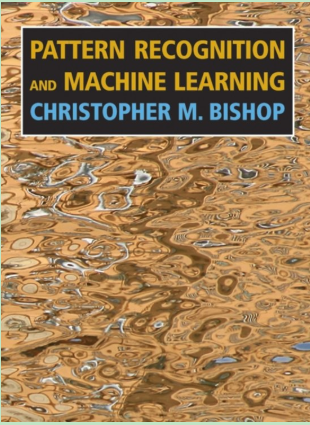 PATTERN RECOGNITION
AND MACHINE LEARNING
CHRISTOPHER M. BISHOP